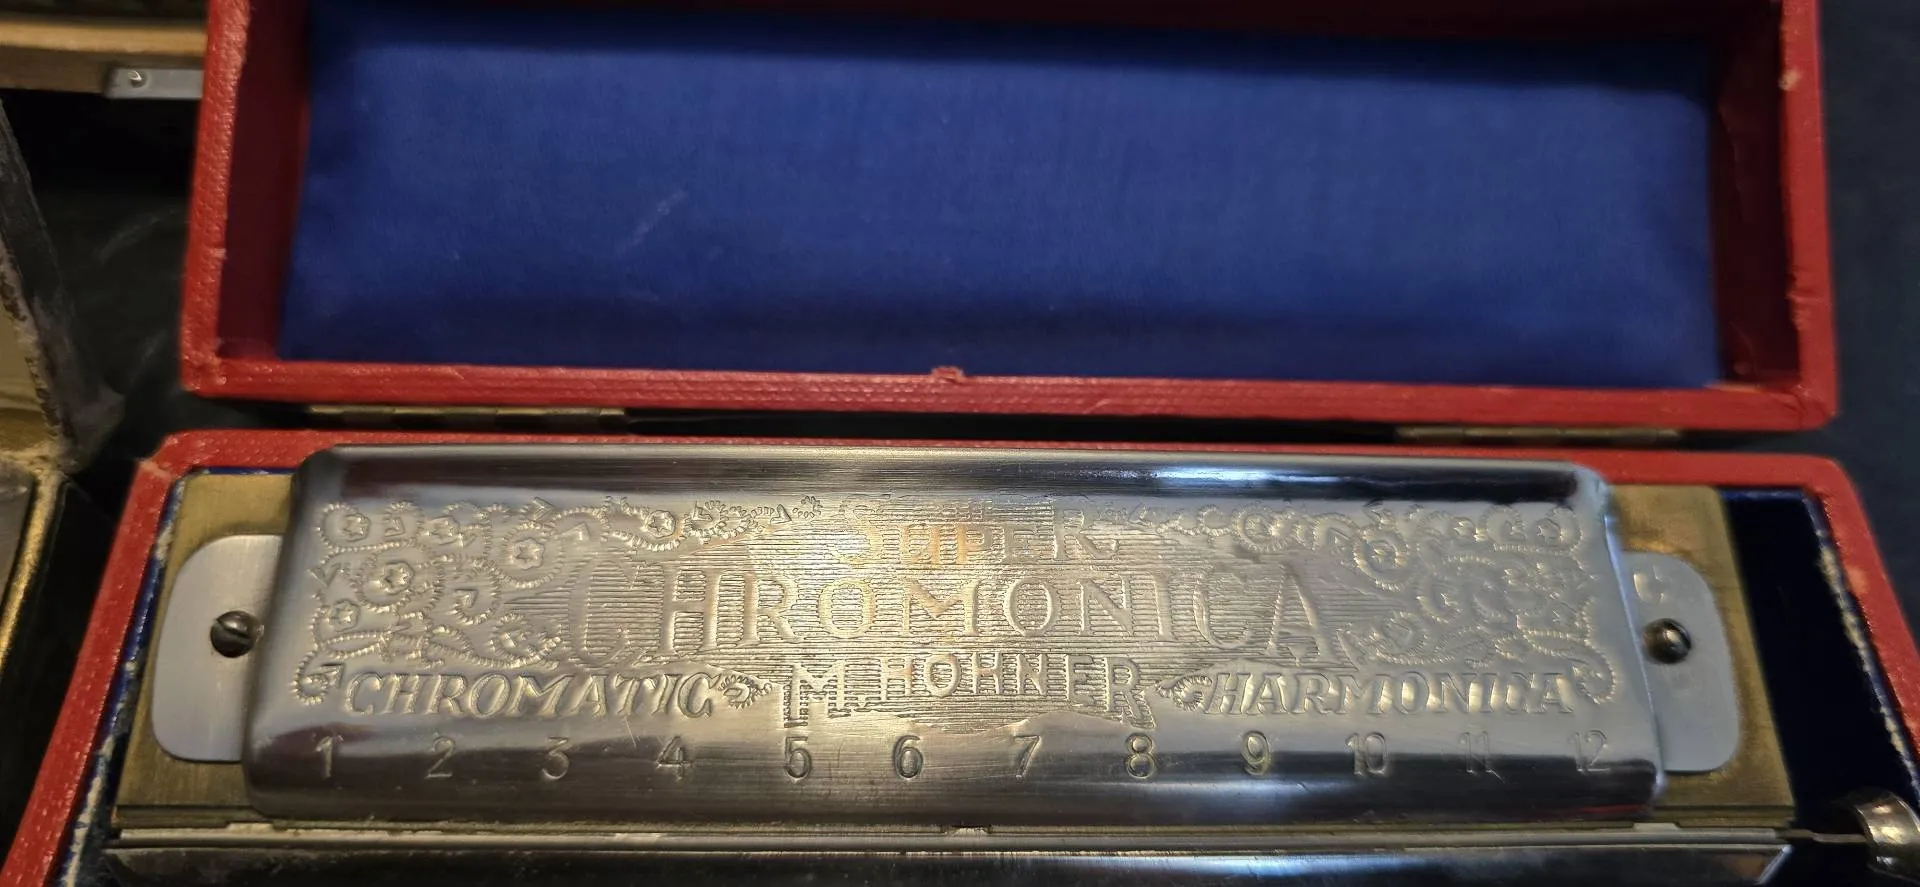 SUPER
CHROMONICA
CHROMATIC M. HOHNER HARMONICA
1 2 3 4 5 6 7 8 9 10 11 12